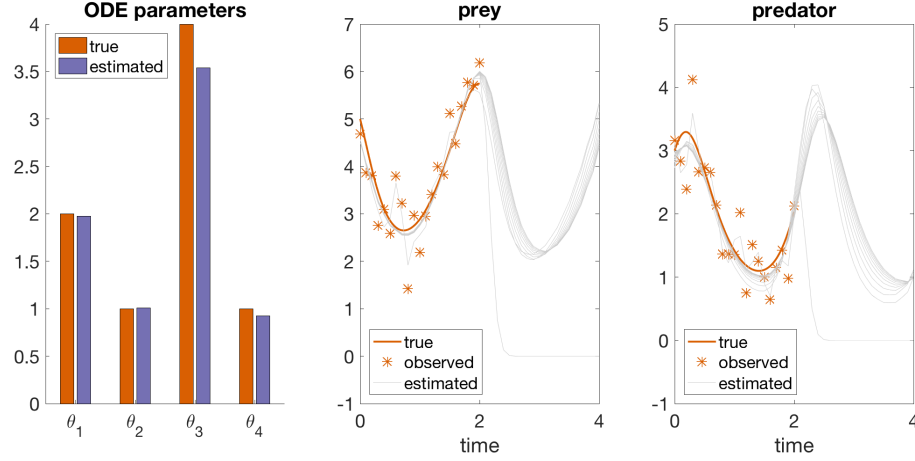 ODE parameters
4
3.5
3
2.5
2
1.5
1
0.5
0
true
estimated
θ1
θ2
θ3
θ4
prey
7
6
5
4
3
2
1
0
-1
true
observed
estimated
0
2
4
time
predator
5
4
3
2
1
0
-1
true
observed
estimated
0
2
4
time